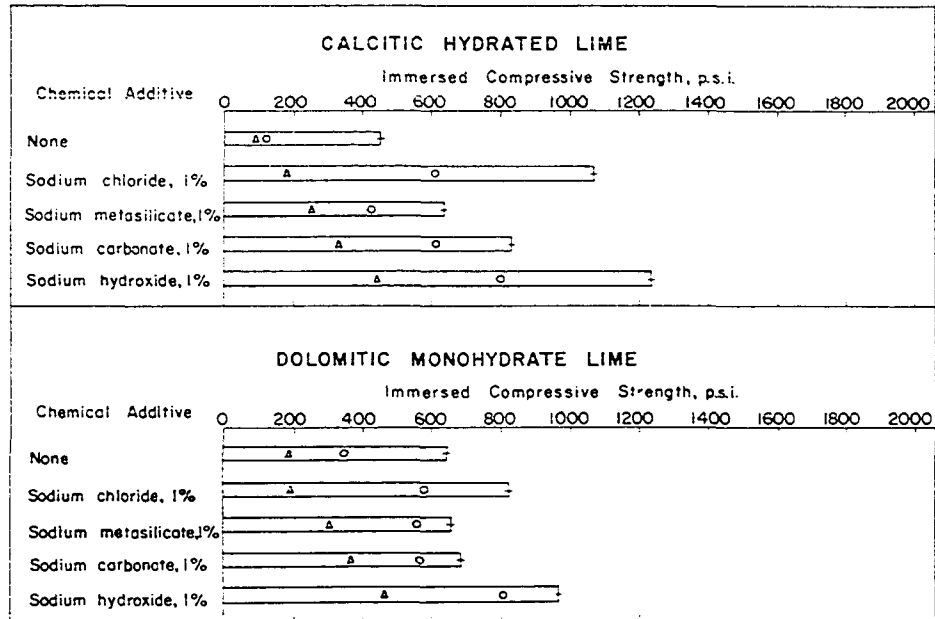 CALCITIC HYDRATED LIME
Immersed Compressive Strength, p.s.i.
Chemical Additive
0 200 400 600 800 1000 1200 1400 1600 1800 2000
None
Sodium chloride, 1%
Sodium metasilicate, 1%
Sodium carbonate, 1%
Sodium hydroxide, 1%
DOLOMITIC MONOHYDRATE LIME
Immersed Compressive Strength, p.s.i.
Chemical Additive
0 200 400 600 800 1000 1200 1400 1600 1800 2000
None
Sodium chloride, 1%
Sodium metasilicate, 1%
Sodium carbonate, 1%
Sodium hydroxide, 1%